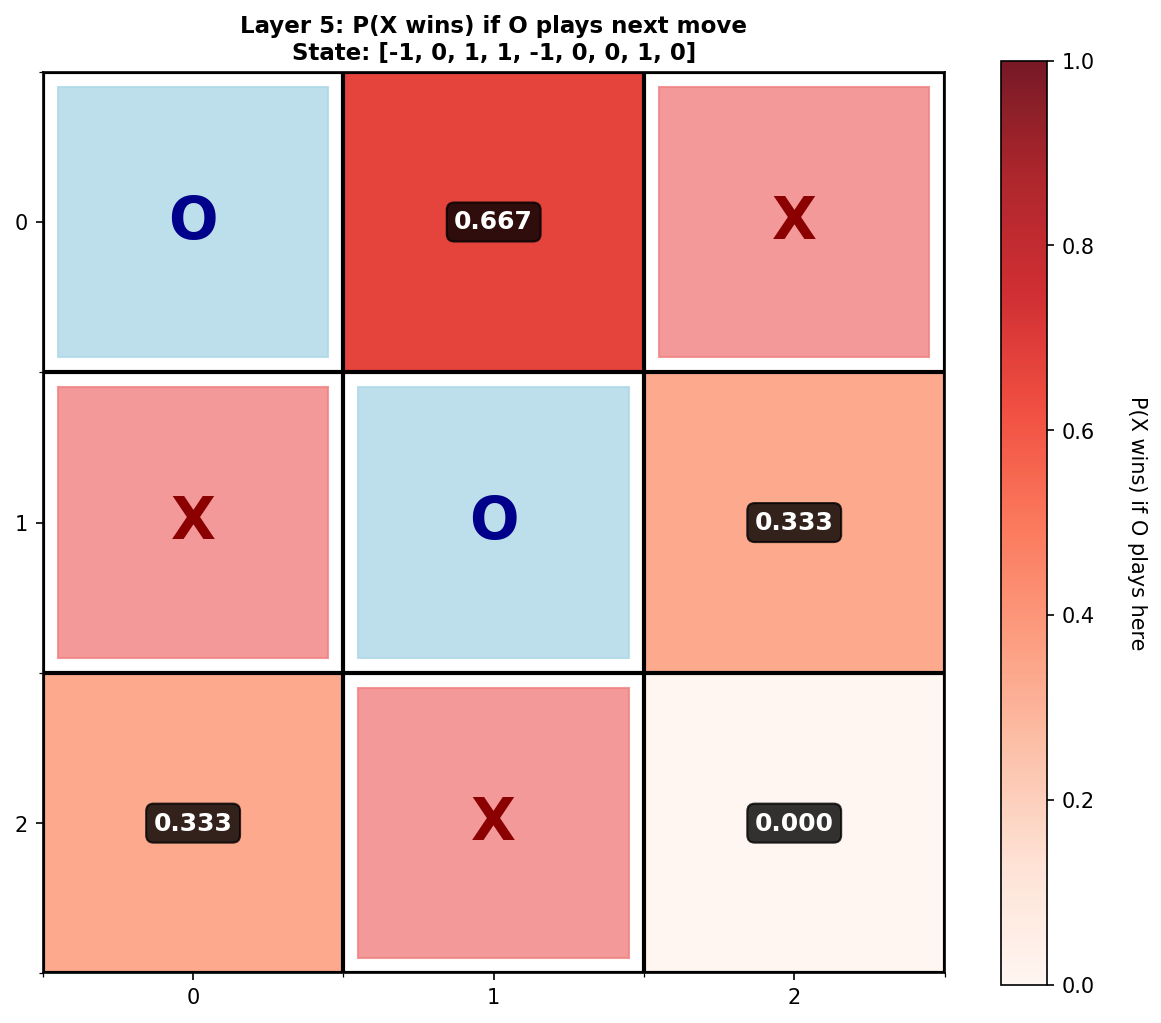 Layer 5: P(X wins) if O plays next move
State: [-1, 0, 1, 1, -1, 0, 0, 1, 0]
0
O
0.667
X
1
X
O
0.333
2
0.333
X
0.000
0
1
2
1.0
0.8
0.6
0.4
0.2
0.0
P(X wins) if O plays here